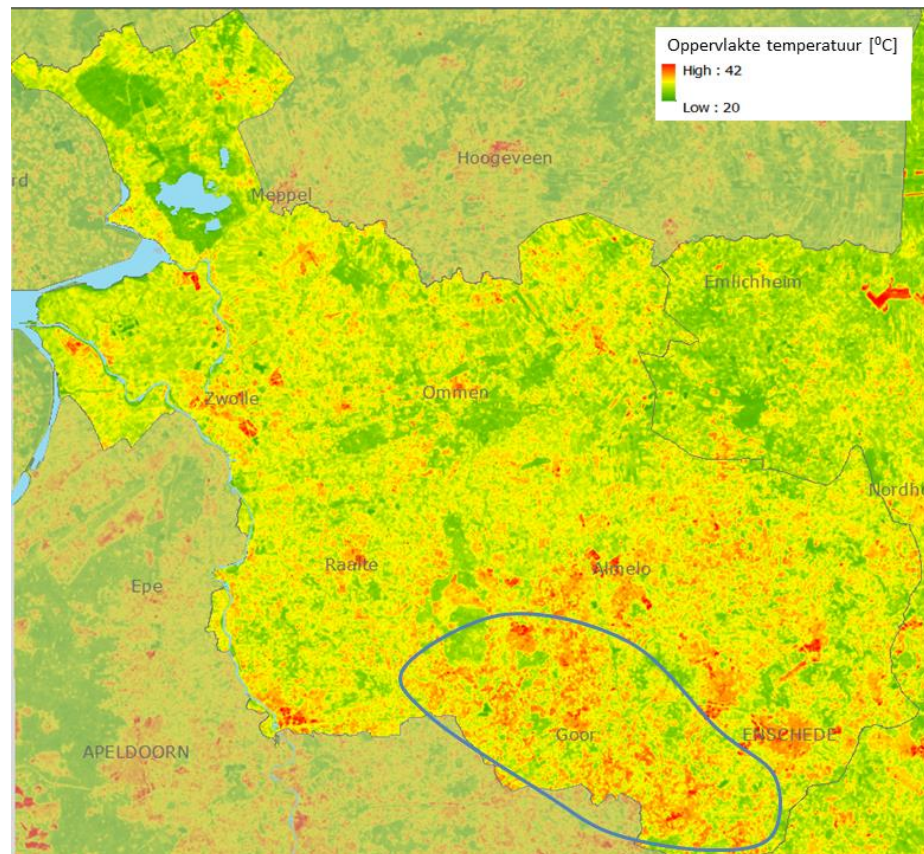 Oppervlakte temperatuur [⁰C]
High : 42
Low : 20
Hoogeveen
rd
Meppel
Emlichheim
Zwolle
Ommen
Nordh
Raalte
Almelo
Epe
Goor
ENSCHEDE
APELDOORN